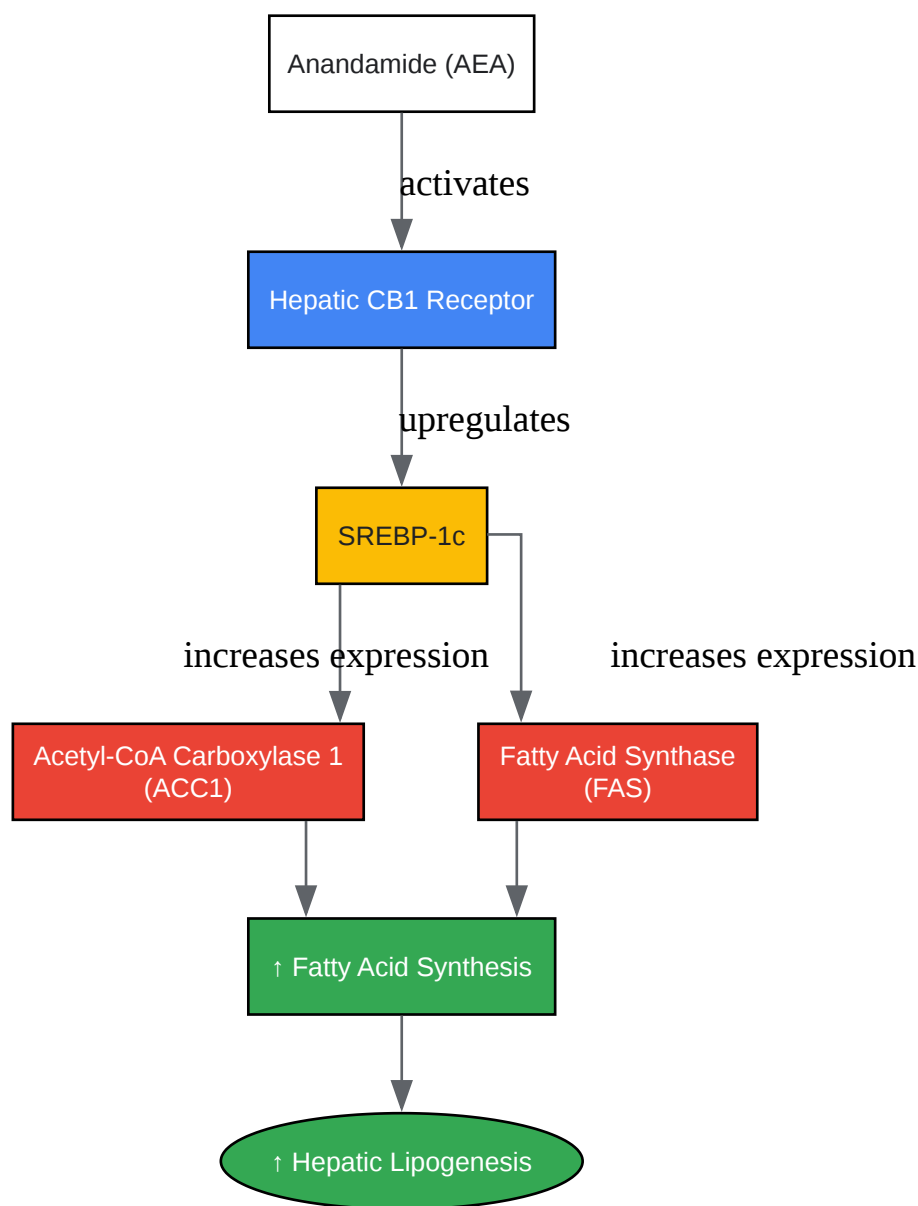 Anandamide (AEA)
activates
Hepatic CB1 Receptor
upregulates
SREBP-1c
increases expression
increases expression
Acetyl-CoA Carboxylase 1
(ACC1)
Fatty Acid Synthase
(FAS)
↑ Fatty Acid Synthesis
↑ Hepatic Lipogenesis